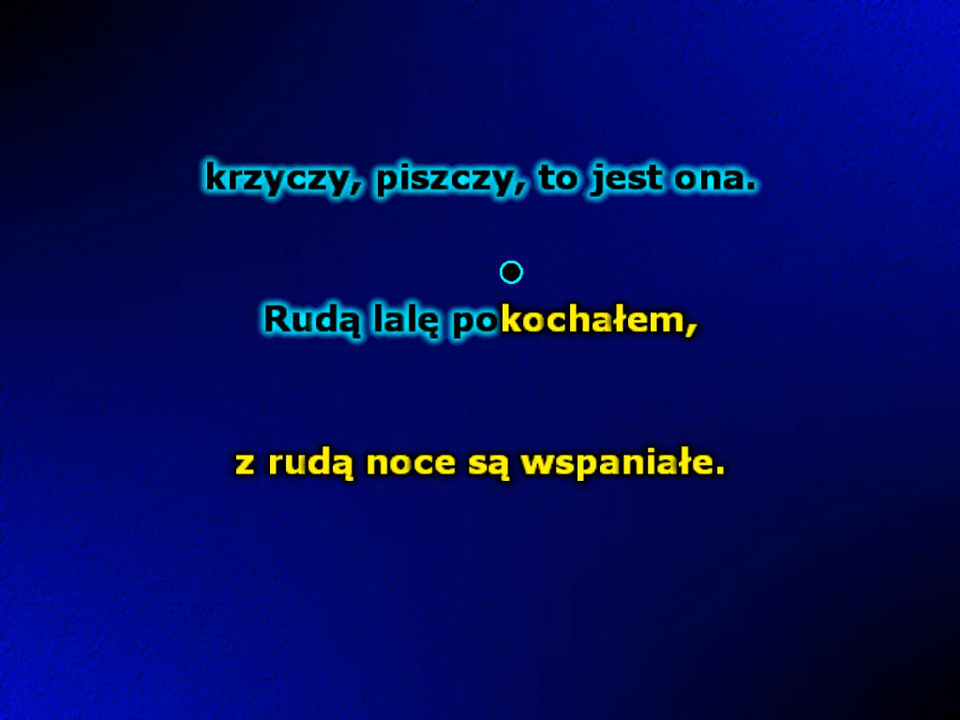 krzyczy, piszczy, to jest ona.
Rudą lalę pokochałem,
z rudą noce są wspaniałe.